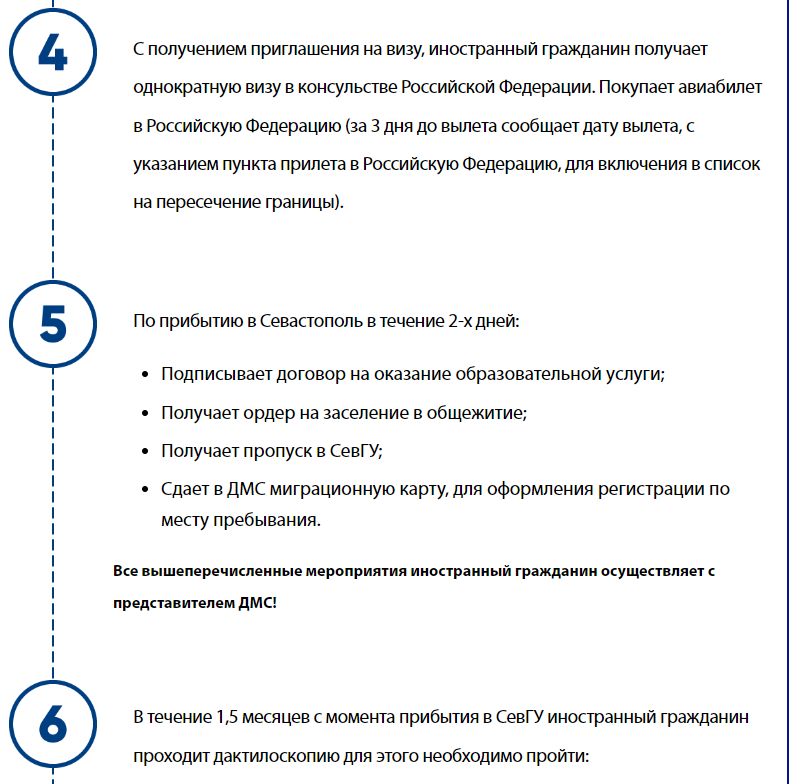 4
С получением приглашения на визу, иностранный гражданин получает
однократную визу в консульстве Российской Федерации. Покупает авиабилет
в Российскую Федерацию (за 3 дня до вылета сообщает дату вылета, с
указанием пункта прилета в Российскую Федерацию, для включения в список
на пересечение границы).
5
По прибытию в Севастополь в течение 2-х дней:
• Подписывает договор на оказание образовательной услуги;
• Получает ордер на заселение в общежитие;
• Получает пропуск в СевГУ;
• Сдает в ДМС миграционную карту, для оформления регистрации по
месту пребывания.
Все вышеперечисленные мероприятия иностранный гражданин осуществляет с
представителем ДМС!
6
В течение 1,5 месяцев с момента прибытия в СевГУ иностранный гражданин
проходит дактилоскопию для этого необходимо пройти: